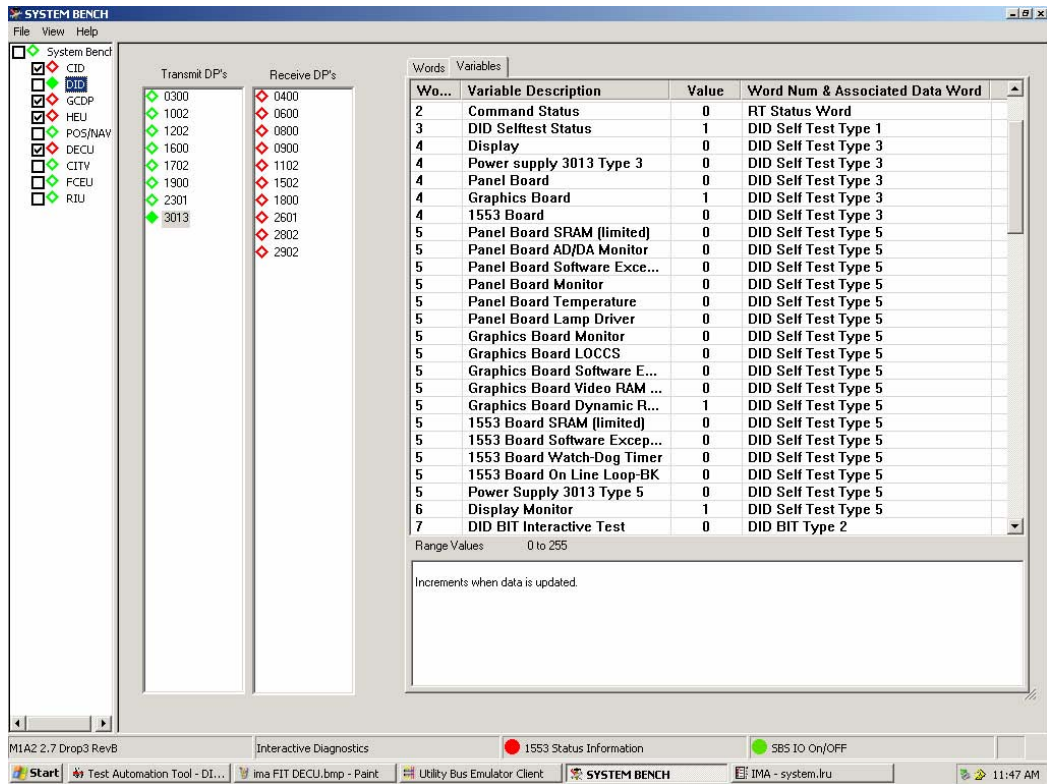 SYSTEM BENCH
File View Help
System Bench
CID
DID
GCDP
HEU
POS/NAV
DECU
CITV
FCEU
RIU
Transmit DP's
0300
1002
1202
1600
1702
1900
2301
3013
Receive DP's
0400
0600
0800
0900
1102
1502
1800
2601
2802
2902
Words Variables
Wo... Variable Description Value Word Num & Associated Data Word
2 Command Status 0 RT Status Word
3 DID Selftest Status 1 DID Self Test Type 1
4 Display 0 DID Self Test Type 3
4 Power supply 3013 Type 3 0 DID Self Test Type 3
4 Panel Board 0 DID Self Test Type 3
4 Graphics Board 1 DID Self Test Type 3
4 1553 Board 0 DID Self Test Type 3
5 Panel Board SRAM (limited) 0 DID Self Test Type 5
5 Panel Board AD/DA Monitor 0 DID Self Test Type 5
5 Panel Board Software Exce... 0 DID Self Test Type 5
5 Panel Board Monitor 0 DID Self Test Type 5
5 Panel Board Temperature 0 DID Self Test Type 5
5 Panel Board Lamp Driver 0 DID Self Test Type 5
5 Graphics Board Monitor 0 DID Self Test Type 5
5 Graphics Board LOCCS 0 DID Self Test Type 5
5 Graphics Board Software E... 0 DID Self Test Type 5
5 Graphics Board Video RAM ... 0 DID Self Test Type 5
5 Graphics Board Dynamic R... 1 DID Self Test Type 5
5 1553 Board SRAM (limited) 0 DID Self Test Type 5
5 1553 Board Software Excep... 0 DID Self Test Type 5
5 1553 Board Watch-Dog Timer 0 DID Self Test Type 5
5 1553 Board On Line Loop-BK 0 DID Self Test Type 5
5 Power Supply 3013 Type 5 0 DID Self Test Type 5
6 Display Monitor 1 DID Self Test Type 5
7 DID BIT Interactive Test 0 DID BIT Type 2
Range Values 0 to 255
Increments when data is updated.
M1A2 2.7 Drop3 RevB Interactive Diagnostics 1553 Status Information SBS IO On/OFF
Start Test Automation Tool - DI... ima FIT DECU.bmp - Paint Utility Bus Emulator Client SYSTEM BENCH IMA - system.lru 11:47 AM